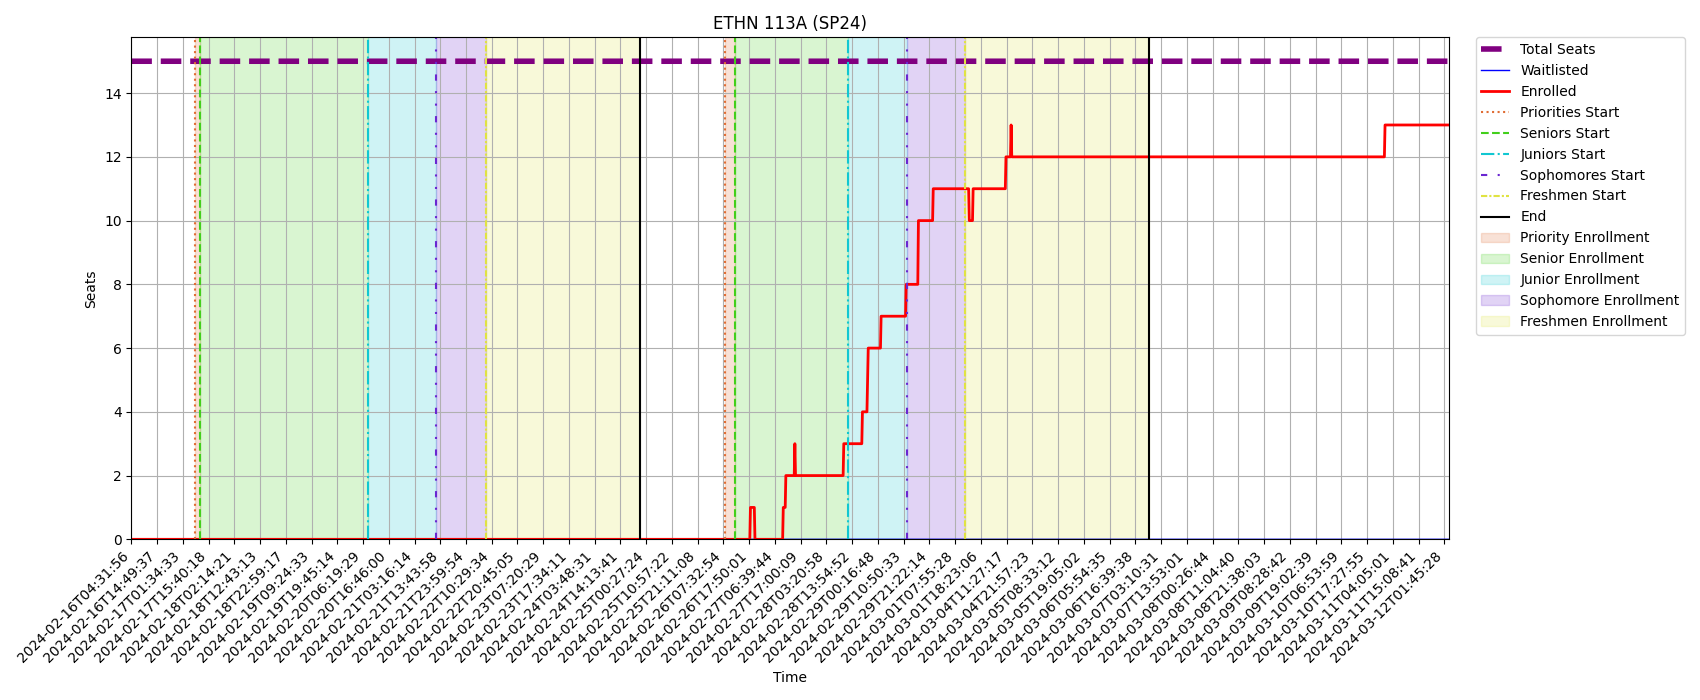 ETHN 113A (SP24)
Total Seats
Waitlisted
Enrolled
Priorities Start
Seniors Start
Juniors Start
Sophomores Start
Freshmen Start
End
Priority Enrollment
Senior Enrollment
Junior Enrollment
Sophomore Enrollment
Freshmen Enrollment
Seats
14
12
10
8
6
4
2
0
2024-02-16T04:31:56
2024-02-16T14:49:37
2024-02-17T01:34:33
2024-02-17T15:40:18
2024-02-18T02:14:21
2024-02-18T12:43:13
2024-02-18T22:59:17
2024-02-19T09:24:33
2024-02-19T19:45:14
2024-02-20T06:19:29
2024-02-20T16:46:00
2024-02-21T03:16:14
2024-02-21T13:43:58
2024-02-21T23:59:54
2024-02-22T10:29:34
2024-02-22T20:45:05
2024-02-23T07:20:29
2024-02-23T17:34:11
2024-02-24T03:48:31
2024-02-24T14:13:41
2024-02-25T00:27:24
2024-02-25T10:57:22
2024-02-25T21:11:08
2024-02-26T07:32:54
2024-02-26T17:50:01
2024-02-27T06:39:44
2024-02-27T17:00:09
2024-02-28T03:20:58
2024-02-28T13:54:52
2024-02-29T00:16:48
2024-02-29T10:50:33
2024-02-29T21:22:14
2024-03-01T07:55:28
2024-03-01T18:23:06
2024-03-04T11:27:17
2024-03-04T21:57:23
2024-03-05T08:33:12
2024-03-05T19:05:02
2024-03-06T05:54:35
2024-03-06T16:39:38
2024-03-07T03:10:31
2024-03-07T13:53:01
2024-03-08T00:26:44
2024-03-08T11:04:40
2024-03-08T21:38:03
2024-03-09T08:28:42
2024-03-09T19:02:39
2024-03-10T06:53:59
2024-03-10T17:27:55
2024-03-11T04:05:01
2024-03-11T15:08:41
2024-03-12T01:45:28
Time